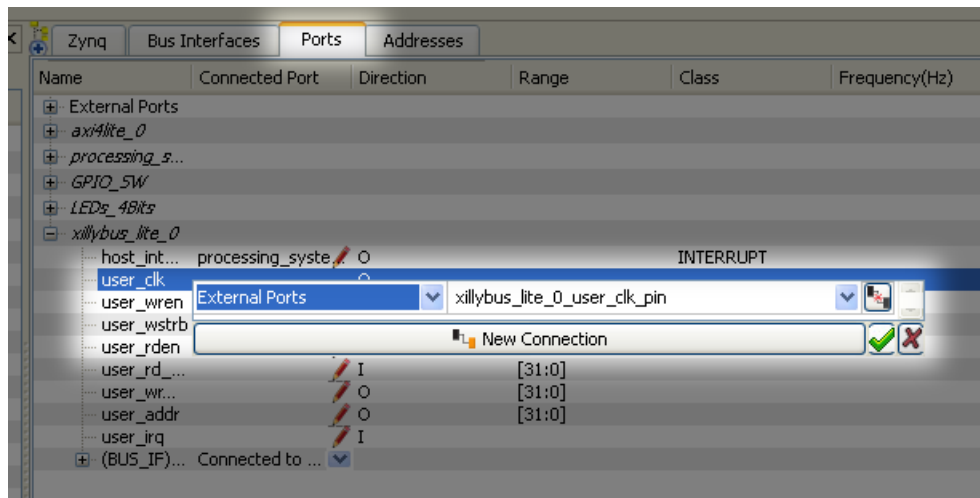 Zynq Bus Interfaces Ports Addresses
Name Connected Port Direction Range Class Frequency(Hz)
External Ports
axi4lite_0
processing_s...
GPIO_SW
LEDs_4Bits
xillybus_lite_0
host_int... processing_syste... O INTERRUPT
user_clk O
user_wren External Ports xillybus_lite_0_user_clk_pin
user_wstrb
user_rden New Connection
user_rd_... I [31:0]
user_wr... O [31:0]
user_addr O [31:0]
user_irq I
(BUS_IF)... Connected to ...